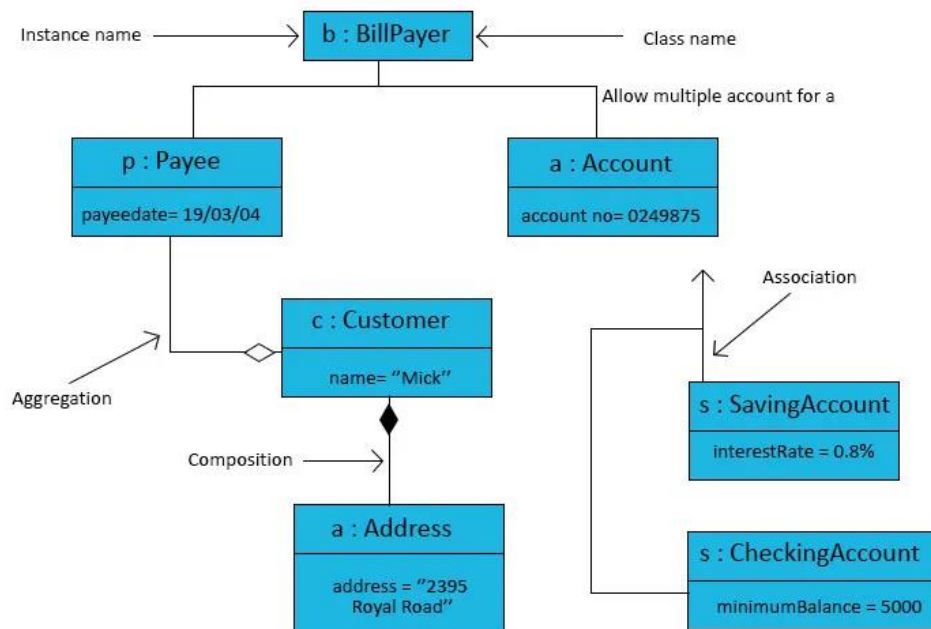 Instance name
b : BillPayer
Class name
Allow multiple account for a
p : Payee
payeedate= 19/03/04
a : Account
account no= 0249875
Association
c : Customer
name= “Mick”
Aggregation
s : SavingAccount
interestRate = 0.8%
Composition
a : Address
address = “2395
Royal Road”
s : CheckingAccount
minimumBalance = 5000